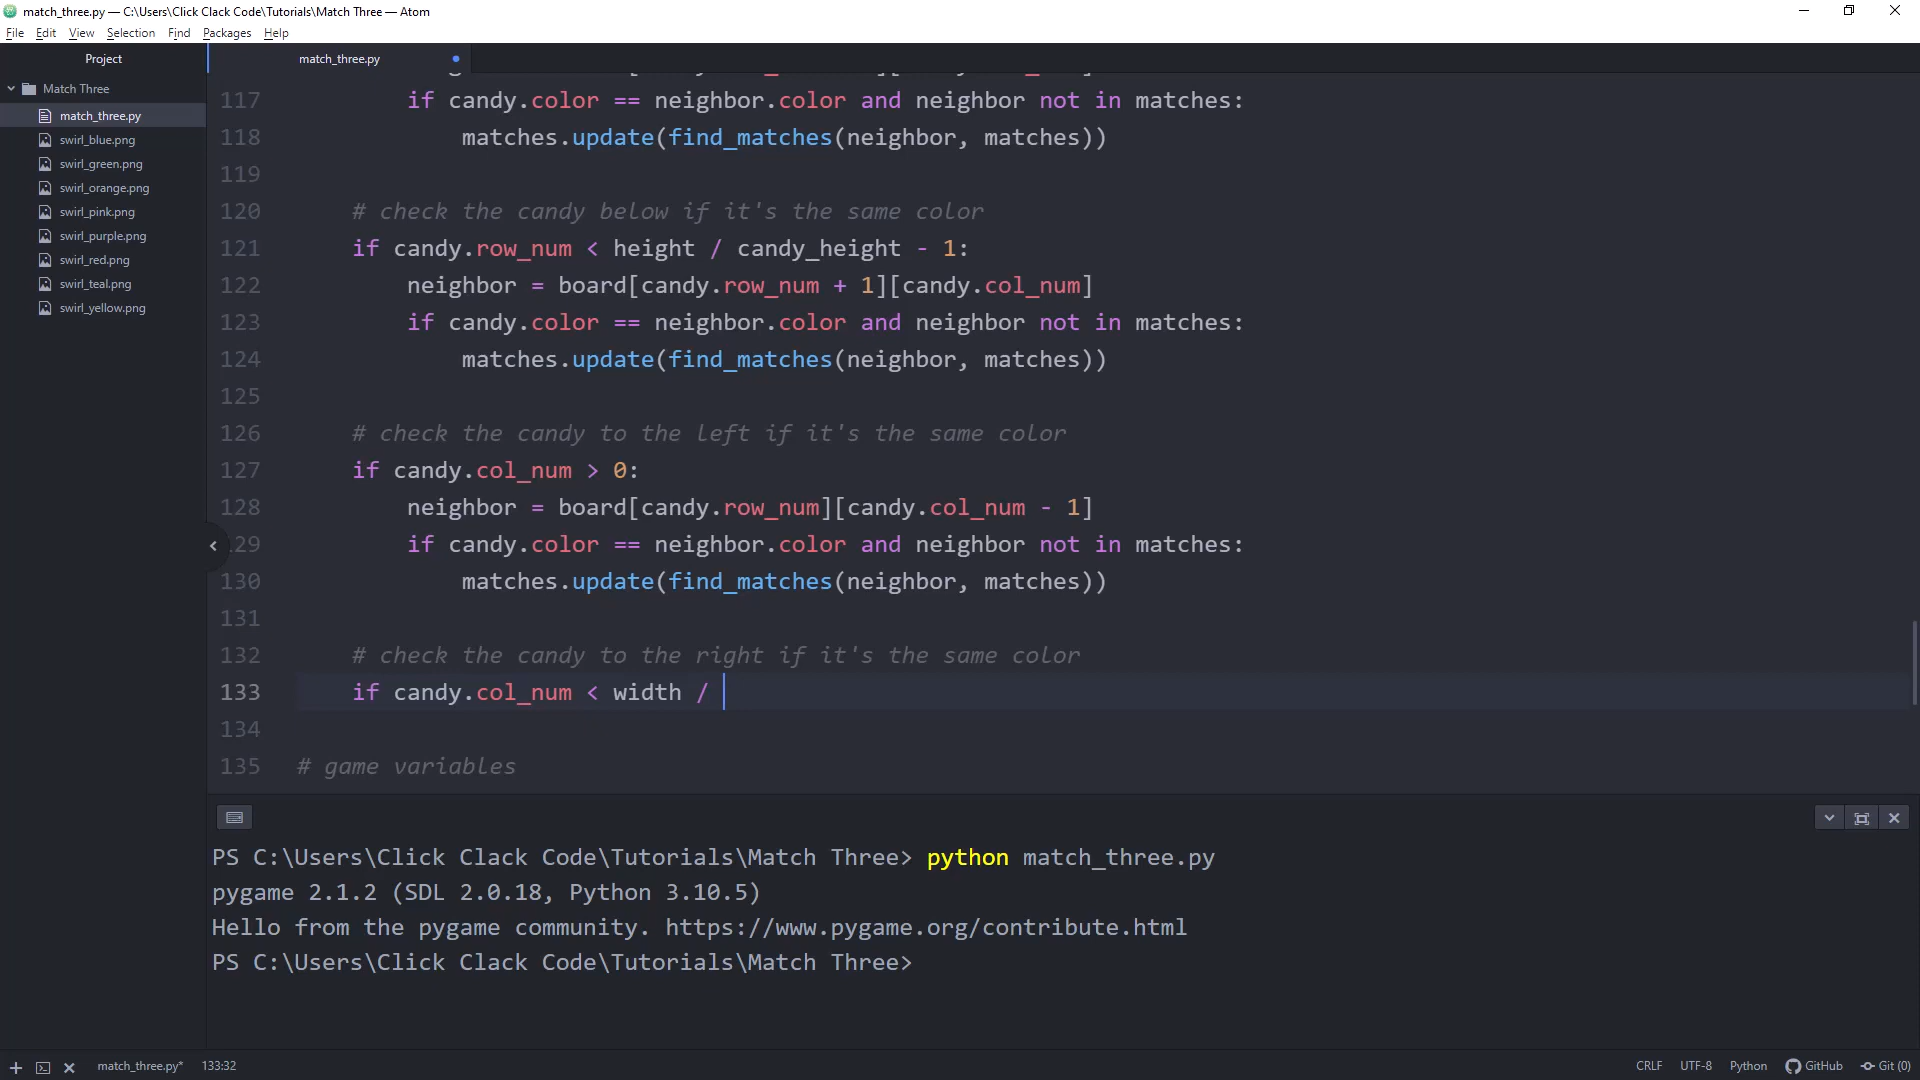 match_three.py — C:\Users\Click Clack Code\Tutorials\Match Three — Atom
File Edit View Selection Find Packages Help
Project
match_three.py
Match Three
match_three.py
swirl_blue.png
swirl_green.png
swirl_orange.png
swirl_pink.png
swirl_purple.png
swirl_red.png
swirl_teal.png
swirl_yellow.png
117 if candy.color == neighbor.color and neighbor not in matches:
118 matches.update(find_matches(neighbor, matches))
119
120 # check the candy below if it's the same color
121 if candy.row_num < height / candy_height - 1:
122 neighbor = board[candy.row_num + 1][candy.col_num]
123 if candy.color == neighbor.color and neighbor not in matches:
124 matches.update(find_matches(neighbor, matches))
125
126 # check the candy to the left if it's the same color
127 if candy.col_num > 0:
128 neighbor = board[candy.row_num][candy.col_num - 1]
29 if candy.color == neighbor.color and neighbor not in matches:
130 matches.update(find_matches(neighbor, matches))
131
132 # check the candy to the right if it's the same color
133 if candy.col_num < width /
134
135 # game variables
PS C:\Users\Click Clack Code\Tutorials\Match Three> python match_three.py
pygame 2.1.2 (SDL 2.0.18, Python 3.10.5)
Hello from the pygame community. https://www.pygame.org/contribute.html
PS C:\Users\Click Clack Code\Tutorials\Match Three>
match_three.py* 133:32 CRLF UTF-8 Python GitHub Git (0)